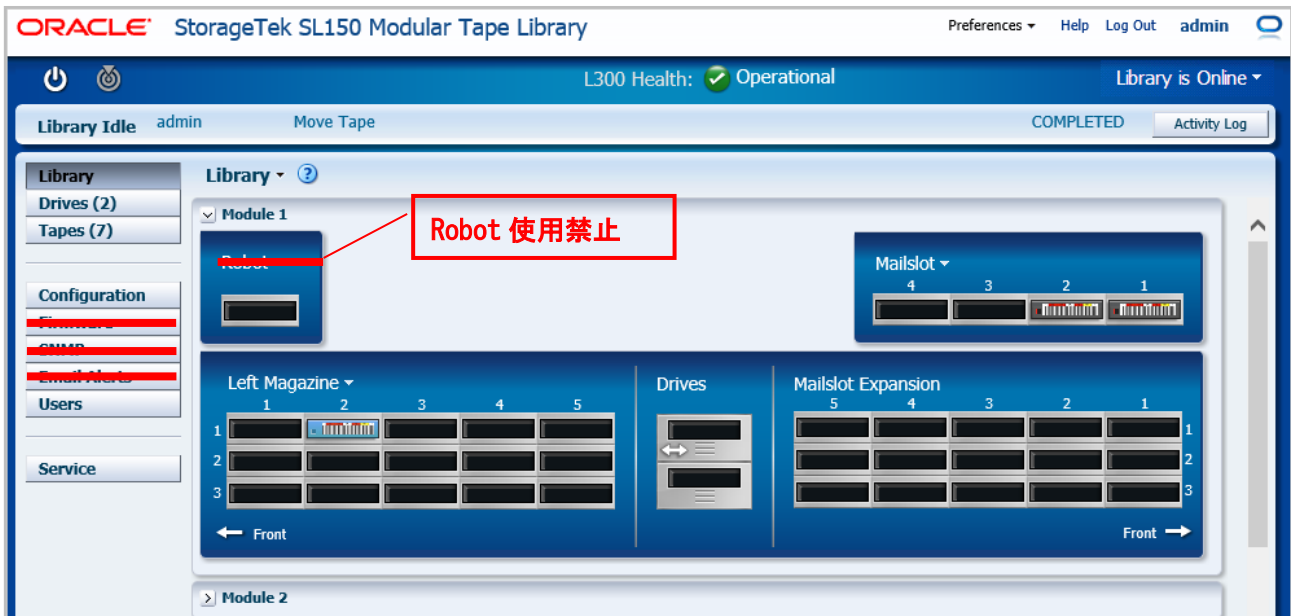 ORACLE® StorageTek SL150 Modular Tape Library Preferences Help Log Out admin
L300 Health: Operational Library is Online
Library Idle admin Move Tape COMPLETED Activity Log
Library
Drives (2)
Tapes (7)
Configuration
Users
Service
Library ?
Module 1
Robot 使用禁止
Robot
Mailslot
4 3 2 1
Left Magazine
1 2 3 4 5
1
2
3
Front
Drives
Mailslot Expansion
5 4 3 2 1
1
2
3
Front
Module 2